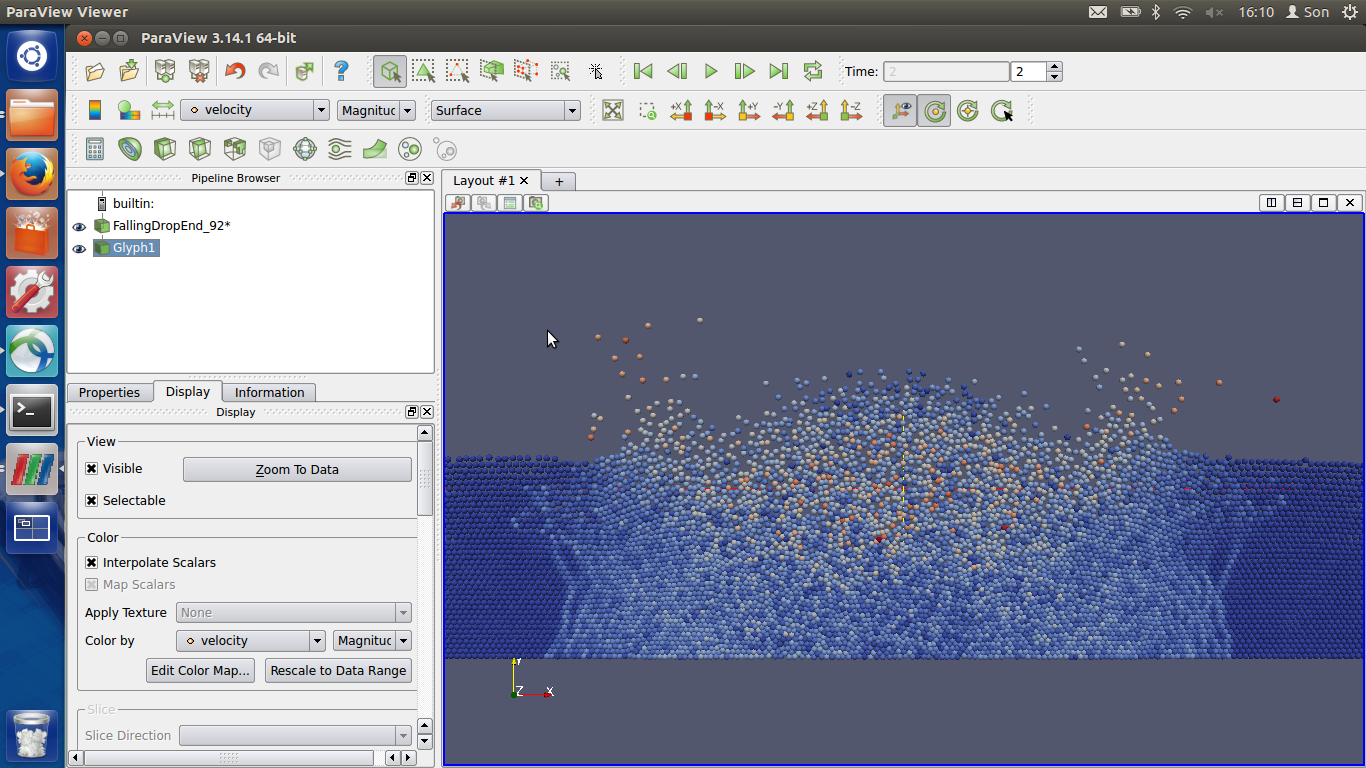 ParaView Viewer
16:10 Son
ParaView 3.14.1 64-bit
Time: 2 2
velocity Magnituc Surface
+X -X +Y -Y +Z -Z
Pipeline Browser
Layout #1
builtin:
FallingDropEnd_92*
Glyph1
Properties Display Information
Display
View
Visible Zoom To Data
Selectable
Color
Interpolate Scalars
Map Scalars
Apply Texture None
Color by velocity Magnituc
Edit Color Map... Rescale to Data Range
Slice
Slice Direction
Y
Z X